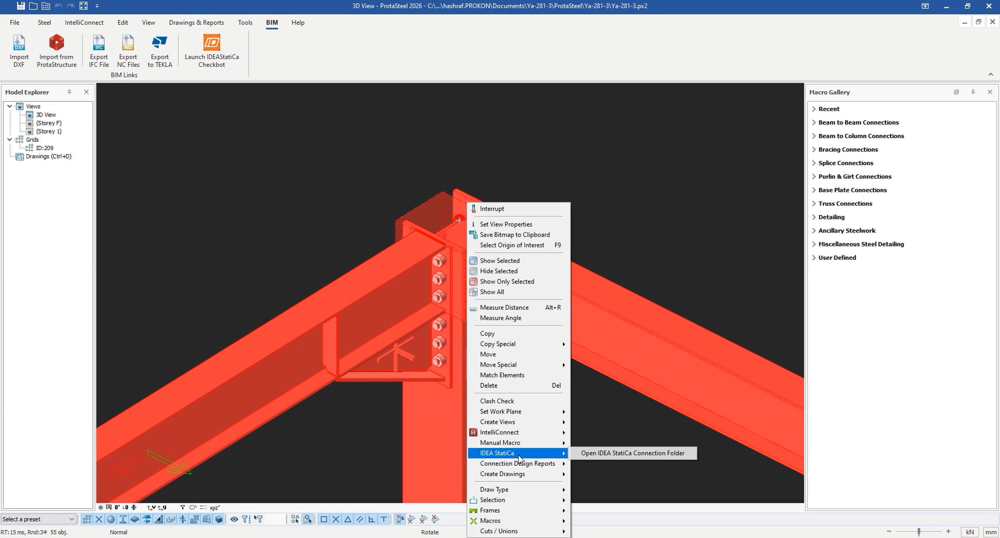 3D View - ProtaSteel 2026 - C:\...\hashraf.PROKON\Documents\Ya-281-3\ProtaSteel\Ya-281-3\Ya-281-3.px2
File Steel IntelliConnect Edit View Drawings & Reports Tools BIM Help
DXF IFC NC
Import DXF
Import from ProtaStructure
Export IFC File
Export NC Files
Export to TEKLA
Launch IDEAStatiCa Checkbot
BIM Links
Model Explorer
Views
3D View
(Storey F)
(Storey 1)
Grids
ID:209
Drawings (Ctrl+D)
Interrupt
Set View Properties
Save Bitmap to Clipboard
Select Origin of Interest F9
Show Selected
Hide Selected
Show Only Selected
Show All
Measure Distance Alt+R
Measure Angle
Copy
Copy Special
Move
Move Special
Match Elements
Delete Del
Clash Check
Set Work Plane
Create Views
IntelliConnect
Manual Macro
IDEA StatiCa
Open IDEA StatiCa Connection Folder
Connection Design Reports
Create Drawings
Draw Type
Selection
Frames
Macros
Cuts / Unions
Macro Gallery
Recent
Beam to Beam Connections
Beam to Column Connections
Bracing Connections
Splice Connections
Purlin & Girt Connections
Base Plate Connections
Truss Connections
Detailing
Ancillary Steelwork
Miscellaneous Steel Detailing
User Defined
xyz°
Select a preset
RT:15 ms, Rnd:34 55 obj. Normal Rotate kN mm